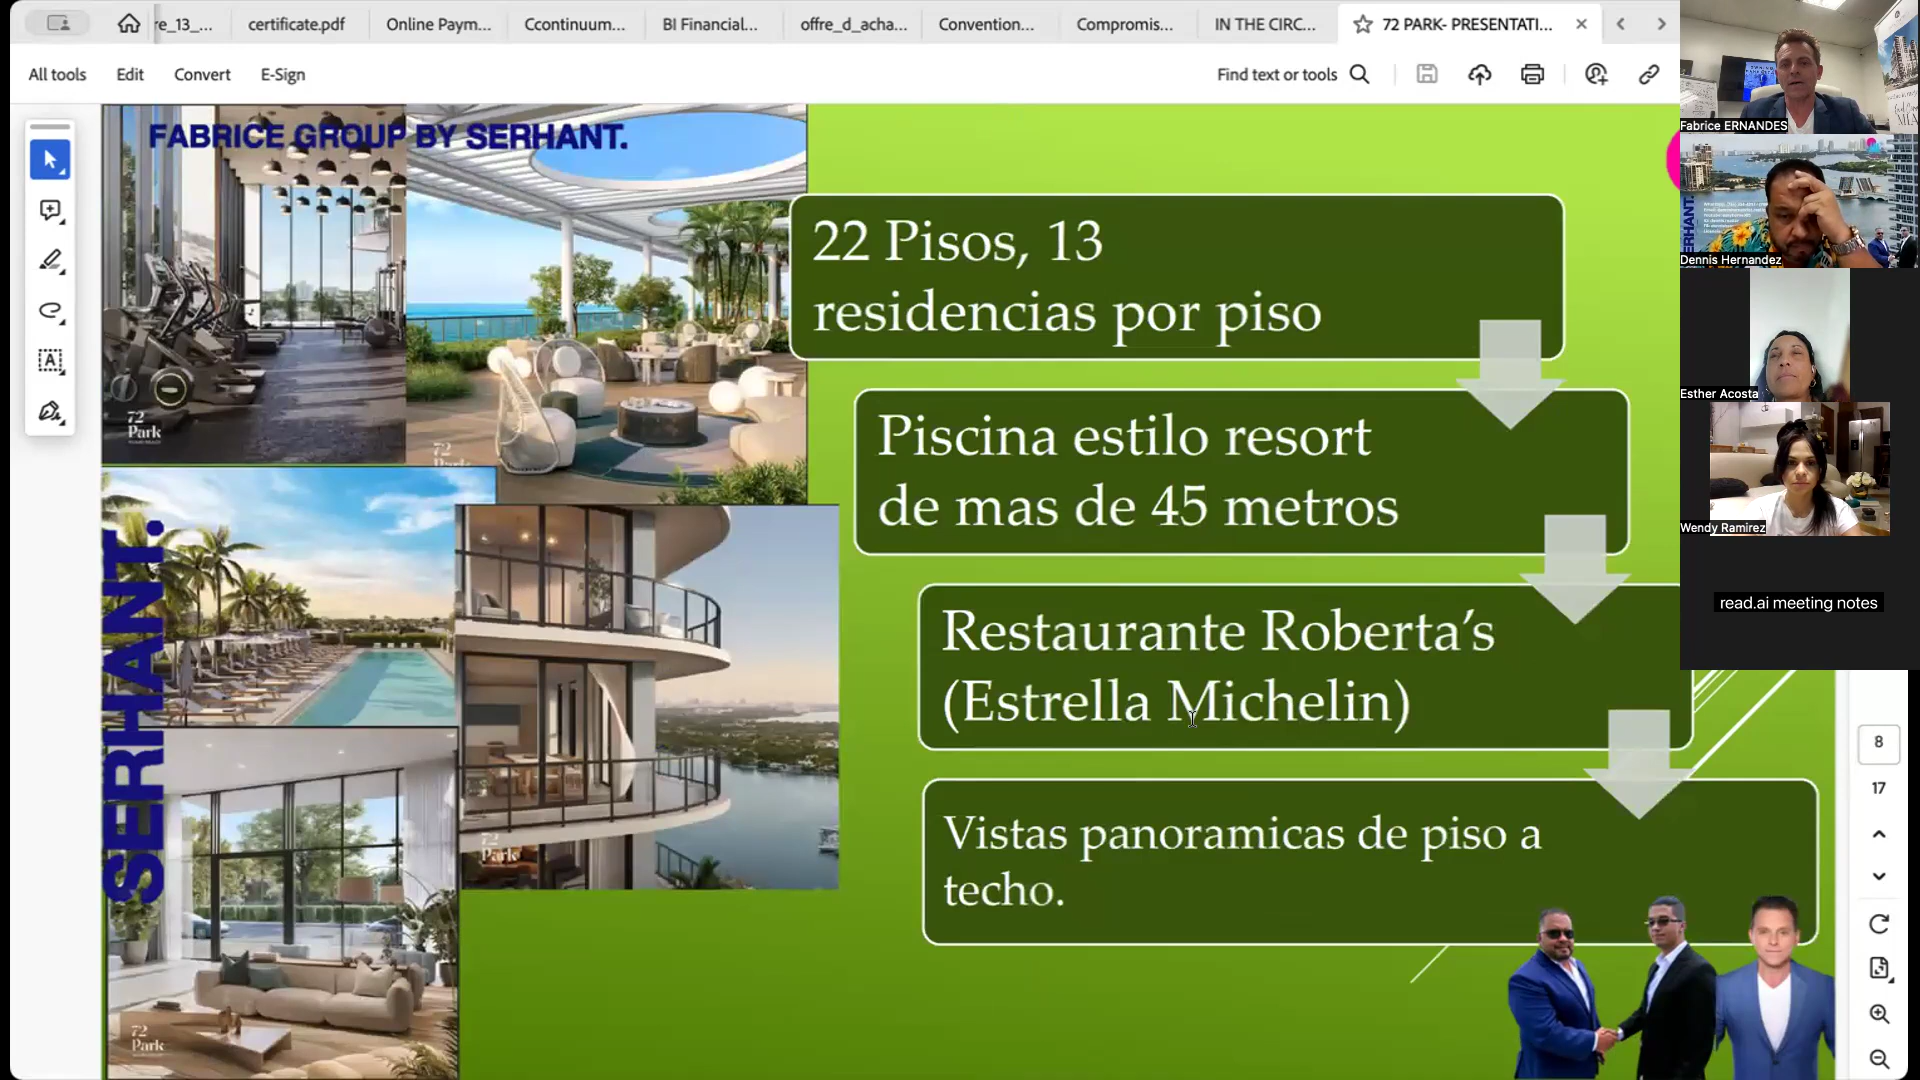 re_13_...
certificate.pdf
Online Paym...
Ccontinuum...
BI Financial...
offre_d_acha...
Convention...
Compromis...
IN THE CIRC...
72 PARK- PRESENTATI...
All tools
Edit
Convert
E-Sign
Find text or tools
FABRICE GROUP BY SERHANT.
22 Pisos, 13
residencias por piso
Piscina estilo resort
de mas de 45 metros
Restaurante Roberta's
(Estrella Michelin)
Vistas panoramicas de piso a
techo.
72
Park
72
Park
SERHANT.
72
Park
72
Park
Fabrice ERNANDES
SERHANT.
Dennis Hernandez
Esther Acosta
Wendy Ramirez
read.ai meeting notes
8
17